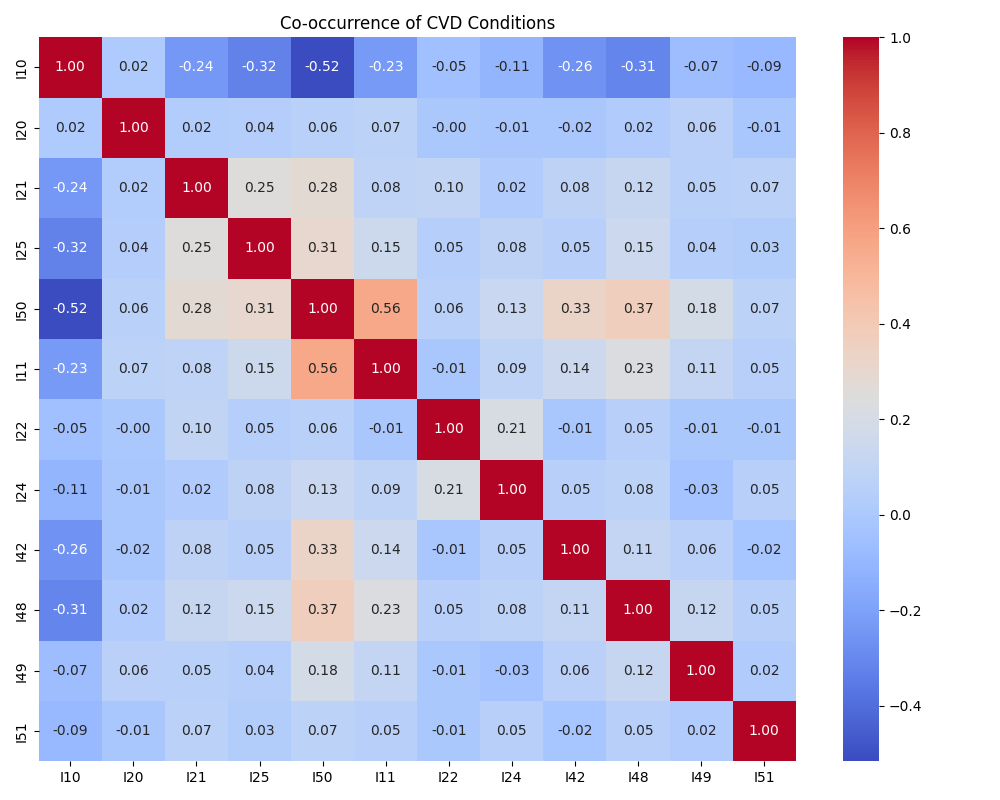 Co-occurrence of CVD Conditions
I10 1.00 0.02 -0.24 -0.32 -0.52 -0.23 -0.05 -0.11 -0.26 -0.31 -0.07 -0.09
I20 0.02 1.00 0.02 0.04 0.06 0.07 -0.00 -0.01 -0.02 0.02 0.06 -0.01
I21 -0.24 0.02 1.00 0.25 0.28 0.08 0.10 0.02 0.08 0.12 0.05 0.07
I25 -0.32 0.04 0.25 1.00 0.31 0.15 0.05 0.08 0.05 0.15 0.04 0.03
I50 -0.52 0.06 0.28 0.31 1.00 0.56 0.06 0.13 0.33 0.37 0.18 0.07
I11 -0.23 0.07 0.08 0.15 0.56 1.00 -0.01 0.09 0.14 0.23 0.11 0.05
I22 -0.05 -0.00 0.10 0.05 0.06 -0.01 1.00 0.21 -0.01 0.05 -0.01 -0.01
I24 -0.11 -0.01 0.02 0.08 0.13 0.09 0.21 1.00 0.05 0.08 -0.03 0.05
I42 -0.26 -0.02 0.08 0.05 0.33 0.14 -0.01 0.05 1.00 0.11 0.06 -0.02
I48 -0.31 0.02 0.12 0.15 0.37 0.23 0.05 0.08 0.11 1.00 0.12 0.05
I49 -0.07 0.06 0.05 0.04 0.18 0.11 -0.01 -0.03 0.06 0.12 1.00 0.02
I51 -0.09 -0.01 0.07 0.03 0.07 0.05 -0.01 0.05 -0.02 0.05 0.02 1.00
I10 I20 I21 I25 I50 I11 I22 I24 I42 I48 I49 I51
1.0
0.8
0.6
0.4
0.2
0.0
−0.2
−0.4